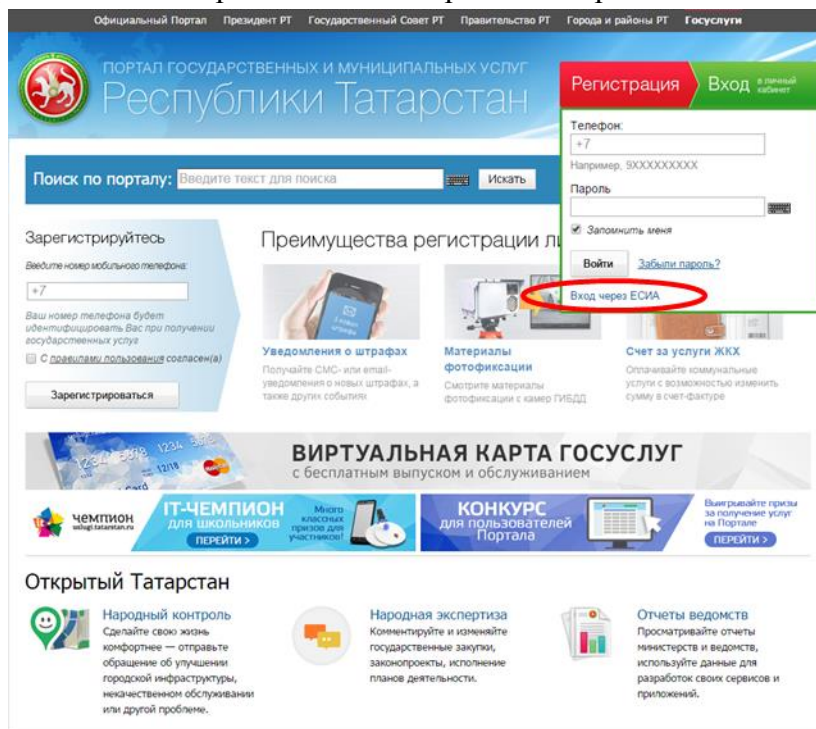 Официальный Портал Президент РТ Государственный Совет РТ Правительство РТ Города и районы РТ Госуслуги
ПОРТАЛ ГОСУДАРСТВЕННЫХ И МУНИЦИПАЛЬНЫХ УСЛУГ
Республики Татарстан
Регистрация Вход в личный кабинет
Телефон:
+7
Например, 9XXXXXXXXX
Пароль
Запомнить меня
Войти Забыли пароль?
Вход через ЕСИА
Поиск по порталу: Введите текст для поиска Искать
Зарегистрируйтесь
Введите номер мобильного телефона:
+7
Ваш номер телефона будет
идентифицировать Вас при получении
государственных услуг
С правилами пользования согласен(а)
Зарегистрироваться
Преимущества регистрации
Уведомления о штрафах
Получайте СМС- или email-
уведомления о новых штрафах, а
также других событиях
Материалы
фотофиксации
Смотрите материалы
фотофиксации с камер ГИБДД
Счет за услуги ЖКХ
Оплачивайте коммунальные
услуги с возможностью изменить
сумму в счет-фактуре
ВИРТУАЛЬНАЯ КАРТА ГОСУСЛУГ
с бесплатным выпуском и обслуживанием
чемпион
uslugi.tatarstan.ru
IT-ЧЕМПИОН
для школьников
ПЕРЕЙТИ >
Много
классных
призов для
участников!
КОНКУРС
для пользователей
Портала
Выигрывайте призы
за получение услуг
на Портале
ПЕРЕЙТИ >
Открытый Татарстан
Народный контроль
Сделайте свою жизнь
комфортнее — отправьте
обращение об улучшении
городской инфраструктуры,
некачественном обслуживании
или другой проблеме.
Народная экспертиза
Комментируйте и изменяйте
государственные закупки,
законопроекты, исполнение
планов деятельности.
Отчеты ведомств
Просматривайте отчеты
министерств и ведомств,
используйте данные для
разработок своих сервисов и
приложений.